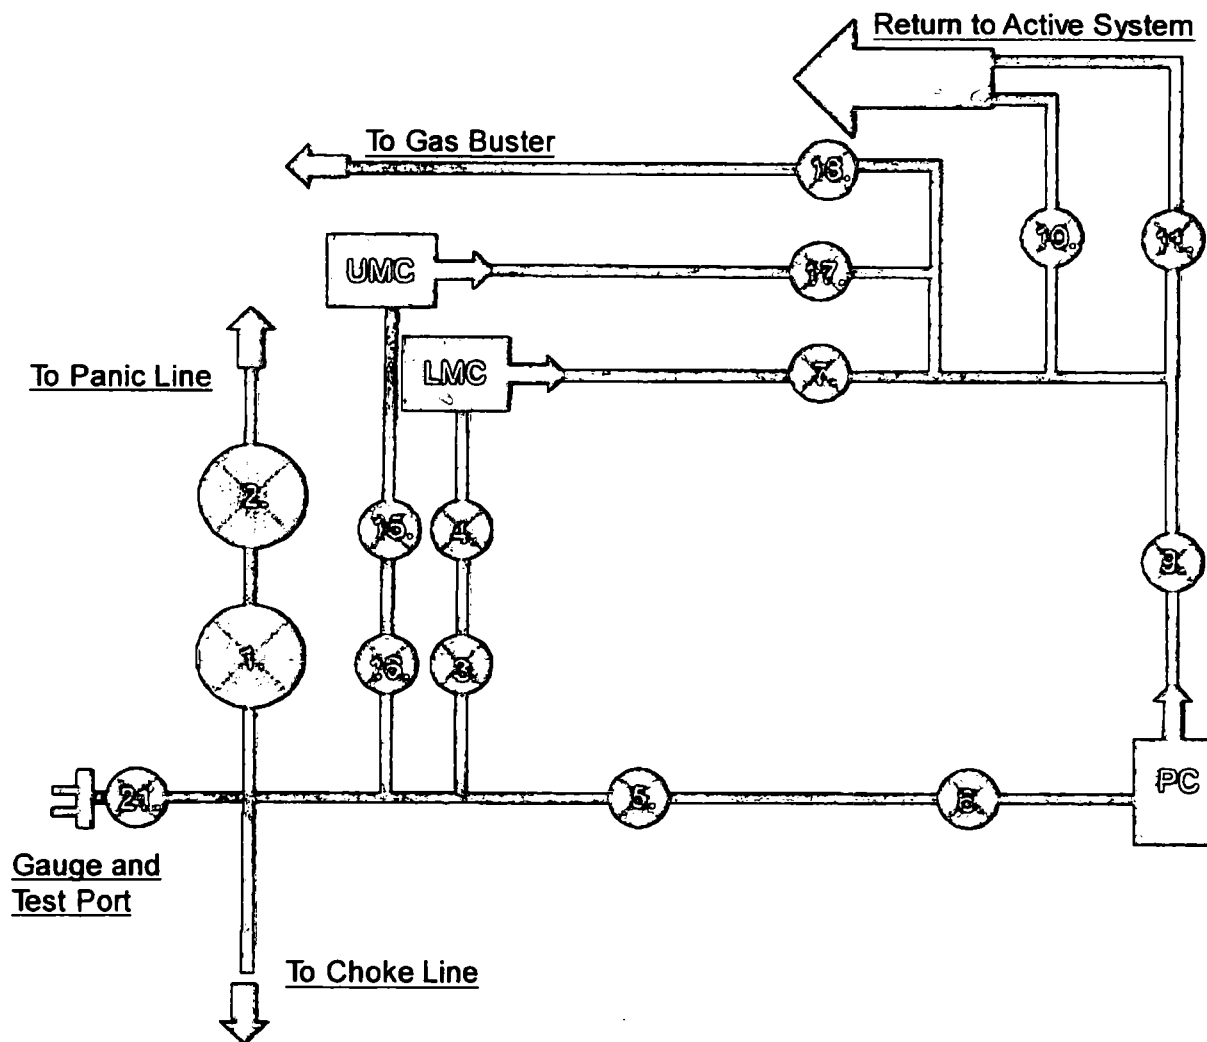 Return to Active System
To Gas Buster
18.
UMC
17.
10.
11.
To Panic Line
LMC
7.
2.
15.
4.
9.
1.
16.
3.
21.
5.
6.
PC
Gauge and
Test Port
To Choke Line